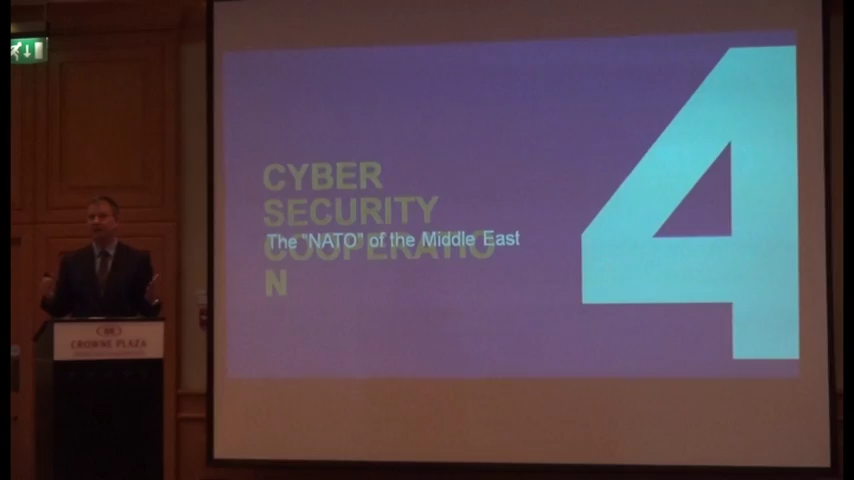 4
CYBER
SECURITY
COOPERATIO
N
The "NATO" of the Middle East
CROWNE PLAZA